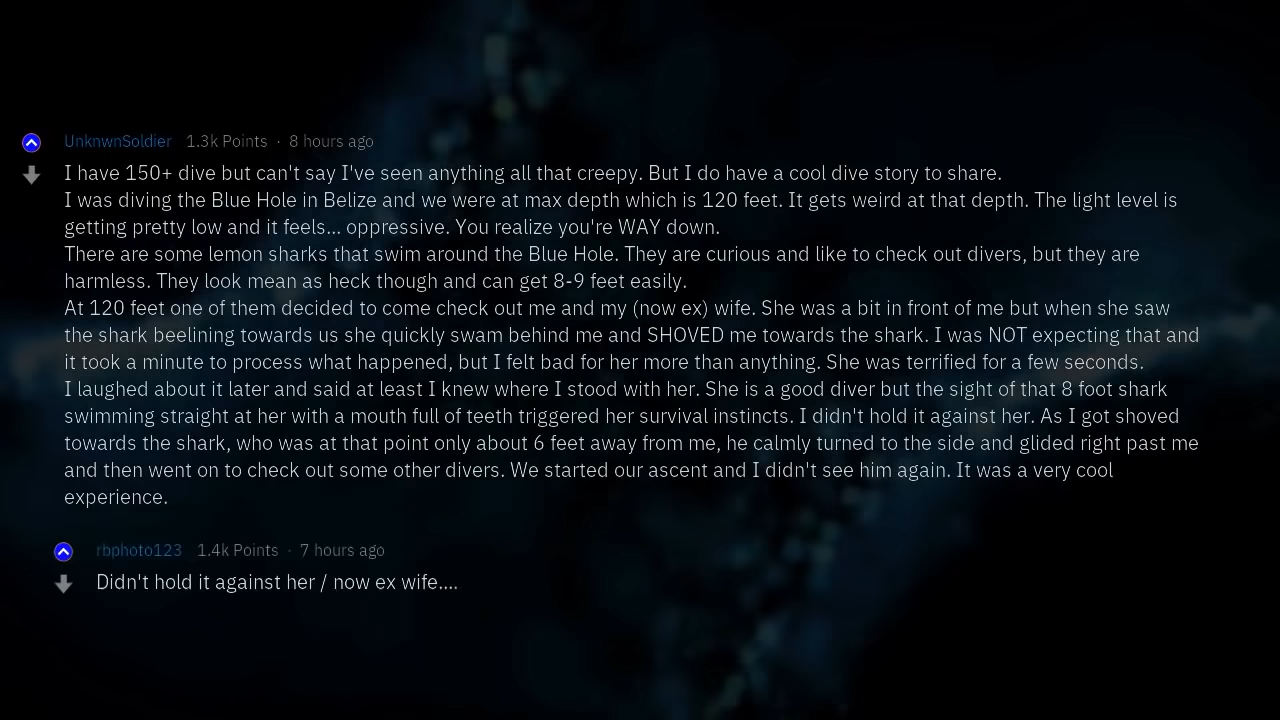 UnknwnSoldier 1.3k Points · 8 hours ago
I have 150+ dive but can't say I've seen anything all that creepy. But I do have a cool dive story to share.
I was diving the Blue Hole in Belize and we were at max depth which is 120 feet. It gets weird at that depth. The light level is
getting pretty low and it feels... oppressive. You realize you're WAY down.
There are some lemon sharks that swim around the Blue Hole. They are curious and like to check out divers, but they are
harmless. They look mean as heck though and can get 8-9 feet easily.
At 120 feet one of them decided to come check out me and my (now ex) wife. She was a bit in front of me but when she saw
the shark beelining towards us she quickly swam behind me and SHOVED me towards the shark. I was NOT expecting that and
it took a minute to process what happened, but I felt bad for her more than anything. She was terrified for a few seconds.
I laughed about it later and said at least I knew where I stood with her. She is a good diver but the sight of that 8 foot shark
swimming straight at her with a mouth full of teeth triggered her survival instincts. I didn't hold it against her. As I got shoved
towards the shark, who was at that point only about 6 feet away from me, he calmly turned to the side and glided right past me
and then went on to check out some other divers. We started our ascent and I didn't see him again. It was a very cool
experience.
rbphoto123 1.4k Points · 7 hours ago
Didn't hold it against her / now ex wife....